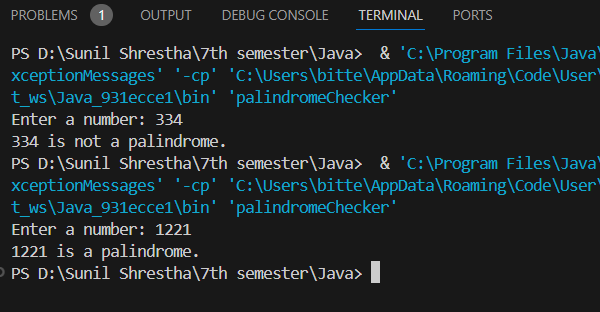 PROBLEMS 1 OUTPUT DEBUG CONSOLE TERMINAL PORTS
PS D:\Sunil Shrestha\7th semester\Java>  & 'C:\Program Files\Java\
xceptionMessages' '-cp' 'C:\Users\bitte\AppData\Roaming\Code\User
t_ws\Java_931ecce1\bin' 'palindromeChecker'
Enter a number: 334
334 is not a palindrome.
PS D:\Sunil Shrestha\7th semester\Java>  & 'C:\Program Files\Java\
xceptionMessages' '-cp' 'C:\Users\bitte\AppData\Roaming\Code\User
t_ws\Java_931ecce1\bin' 'palindromeChecker'
Enter a number: 1221
1221 is a palindrome.
PS D:\Sunil Shrestha\7th semester\Java>